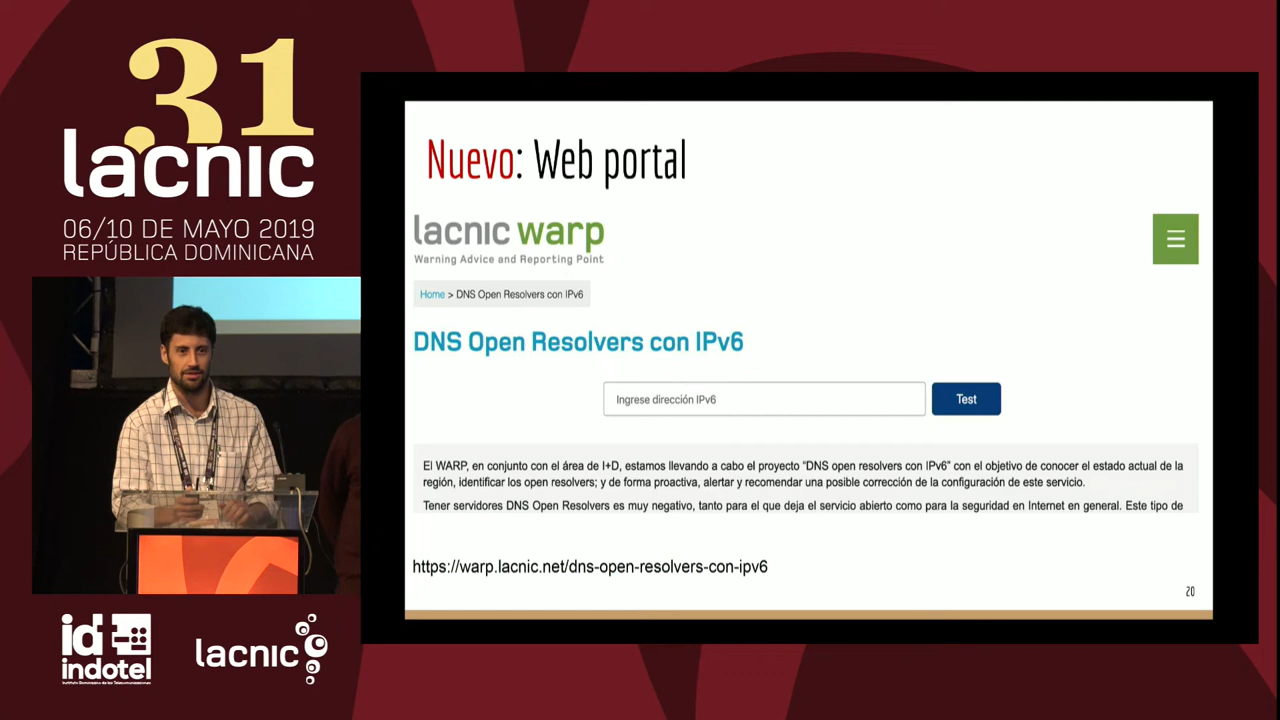 31
lacnic
06/10 DE MAYO 2019
REPÚBLICA DOMINICANA
Nuevo: Web portal
lacnic warp
Warning Advice and Reporting Point
Home > DNS Open Resolvers con IPv6
DNS Open Resolvers con IPv6
Ingrese dirección IPv6
Test
El WARP, en conjunto con el área de I+D, estamos llevando a cabo el proyecto "DNS open resolvers con IPv6" con el objetivo de conocer el estado actual de la
región, identificar los open resolvers; y de forma proactiva, alertar y recomendar una posible corrección de la configuración de este servicio.
Tener servidores DNS Open Resolvers es muy negativo, tanto para el que deja el servicio abierto como para la seguridad en Internet en general. Este tipo de
https://warp.lacnic.net/dns-open-resolvers-con-ipv6
20
id
indotel
Instituto Dominicano de las Telecomunicaciones
lacnic